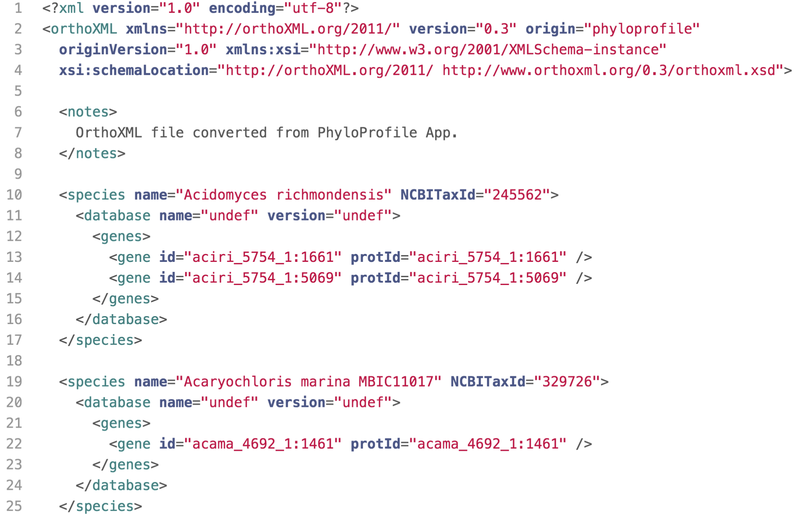 1 <?xml version="1.0" encoding="utf-8"?>
2 <orthoXML xmlns="http://orthoXML.org/2011/" version="0.3" origin="phyloprofile"
3   originVersion="1.0" xmlns:xsi="http://www.w3.org/2001/XMLSchema-instance"
4   xsi:schemaLocation="http://orthoXML.org/2011/ http://www.orthoxml.org/0.3/orthoxml.xsd">
5
6   <notes>
7     OrthoXML file converted from PhyloProfile App.
8   </notes>
9
10   <species name="Acidomyces richmondensis" NCBITaxId="245562">
11     <database name="undef" version="undef">
12       <genes>
13         <gene id="aciri_5754_1:1661" protId="aciri_5754_1:1661" />
14         <gene id="aciri_5754_1:5069" protId="aciri_5754_1:5069" />
15       </genes>
16     </database>
17   </species>
18
19   <species name="Acaryochloris marina MBIC11017" NCBITaxId="329726">
20     <database name="undef" version="undef">
21       <genes>
22         <gene id="acama_4692_1:1461" protId="acama_4692_1:1461" />
23       </genes>
24     </database>
25   </species>